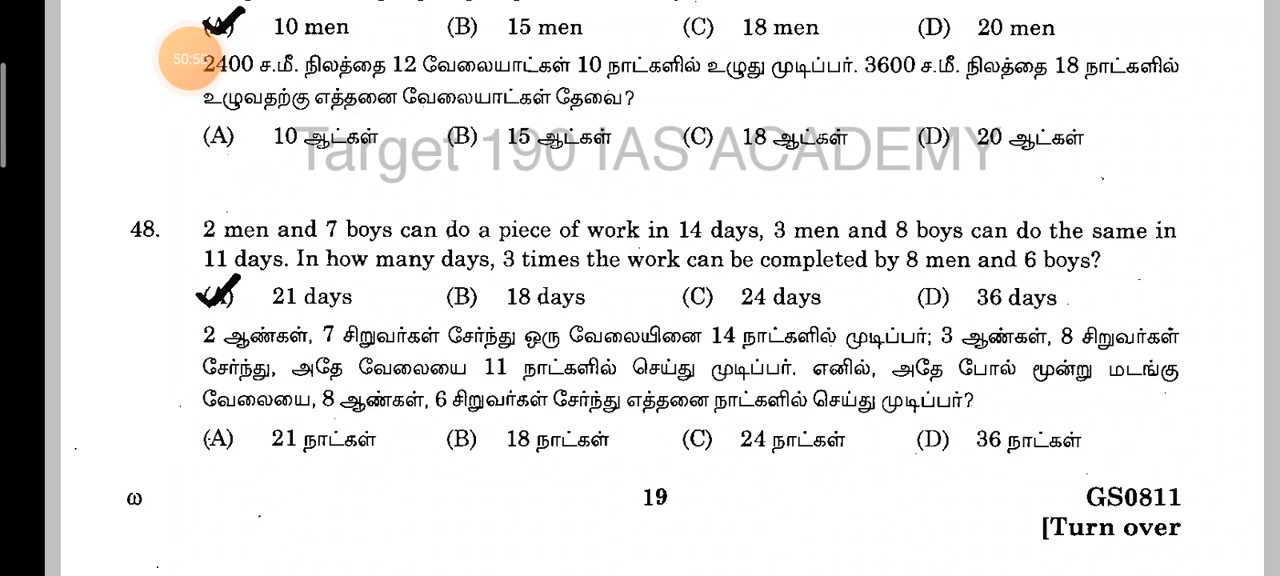 (A) 10 men (B) 15 men (C) 18 men (D) 20 men
50:50
2400 ச.மீ. நிலத்தை 12 வேலையாட்கள் 10 நாட்களில் உழுது முடிப்பர். 3600 ச.மீ. நிலத்தை 18 நாட்களில்
உழுவதற்கு எத்தனை வேலையாட்கள் தேவை?
(A) 10 ஆட்கள் (B) 15 ஆட்கள் (C) 18 ஆட்கள் (D) 20 ஆட்கள்
Target 190 IAS ACADEMY
48. 2 men and 7 boys can do a piece of work in 14 days, 3 men and 8 boys can do the same in
11 days. In how many days, 3 times the work can be completed by 8 men and 6 boys?
(A) 21 days (B) 18 days (C) 24 days (D) 36 days
2 ஆண்கள், 7 சிறுவர்கள் சேர்ந்து ஒரு வேலையினை 14 நாட்களில் முடிப்பர்; 3 ஆண்கள், 8 சிறுவர்கள்
சேர்ந்து, அதே வேலையை 11 நாட்களில் செய்து முடிப்பர். எனில், அதே போல் மூன்று மடங்கு
வேலையை, 8 ஆண்கள், 6 சிறுவர்கள் சேர்ந்து எத்தனை நாட்களில் செய்து முடிப்பர்?
(A) 21 நாட்கள் (B) 18 நாட்கள் (C) 24 நாட்கள் (D) 36 நாட்கள்
ω 19 GS0811
[Turn over